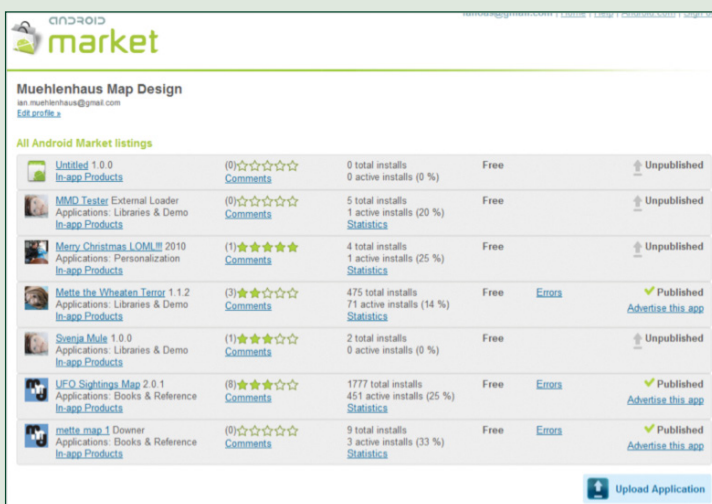 android
market
ianous@gmail.com | Home | Help | Android.com |
Muehlenhaus Map Design
ian.muehlenhaus@gmail.com
Edit profile »
All Android Market listings
Untitled 1.0.0 (0) 0 total installs Free Unpublished
In-app Products Comments 0 active installs (0 %)
MMD Tester External Loader (0) 5 total installs Free Unpublished
Applications: Libraries & Demo Comments 1 active installs (20 %)
In-app Products Statistics
Merry Christmas LOML!!! 2010 (1) 4 total installs Free Unpublished
Applications: Personalization Comments 1 active installs (25 %)
In-app Products Statistics
Mette the Wheaten Terror 1.1.2 (3) 475 total installs Free Errors Published
Applications: Libraries & Demo Comments 71 active installs (14 %) Advertise this app
In-app Products Statistics
Svenja Mule 1.0.0 (1) 2 total installs Free Unpublished
Applications: Libraries & Demo Comments 0 active installs (0 %)
In-app Products
UFO Sightings Map 2.0.1 (8) 1777 total installs Free Errors Published
Applications: Books & Reference Comments 451 active installs (25 %) Advertise this app
In-app Products Statistics
mette map 1 Downer (0) 9 total installs Free Errors Published
Applications: Books & Reference Comments 3 active installs (33 %) Advertise this app
In-app Products Statistics
Upload Application